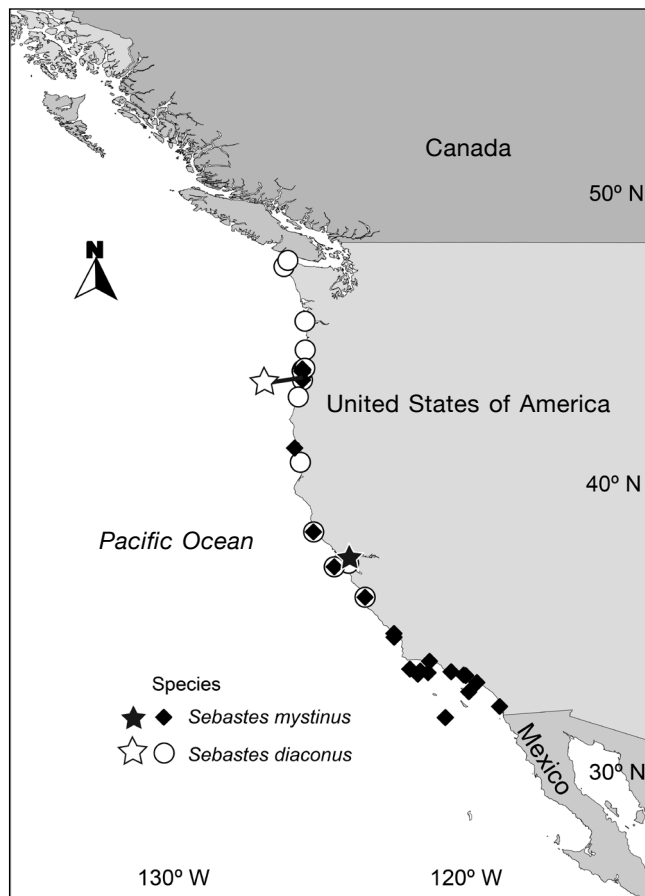 Canada
50º N
N
United States of America
40º N
Pacific Ocean
Species
Sebastes mystinus
Sebastes diaconus
Mexico
30º N
130º W
120º W